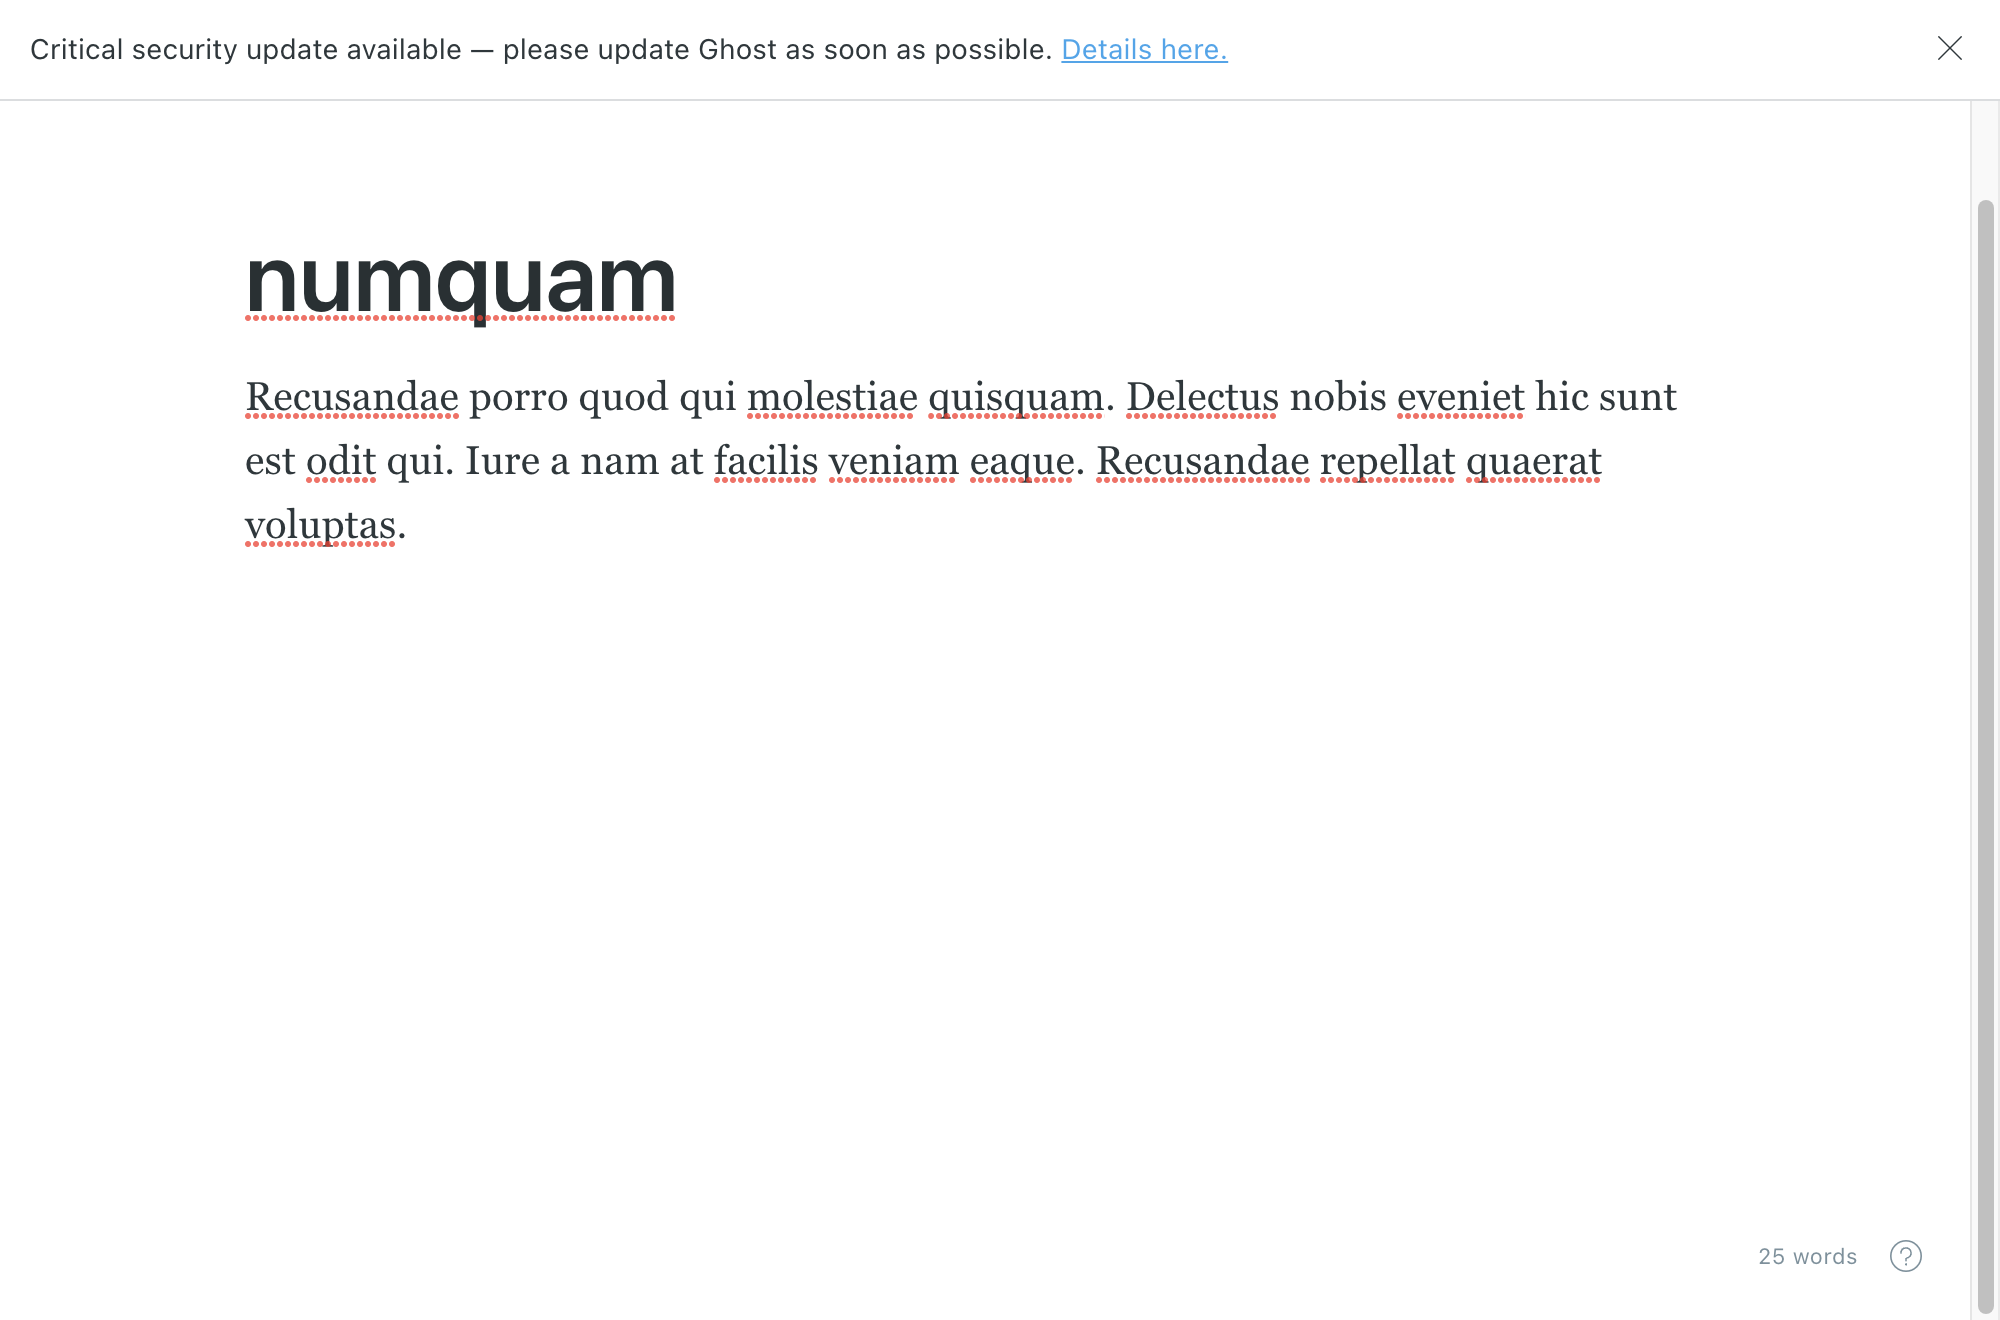 Critical security update available — please update Ghost as soon as possible. Details here.
numquam
Recusandae porro quod qui molestiae quisquam. Delectus nobis eveniet hic sunt
est odit qui. Iure a nam at facilis veniam eaque. Recusandae repellat quaerat
voluptas.
25 words
?